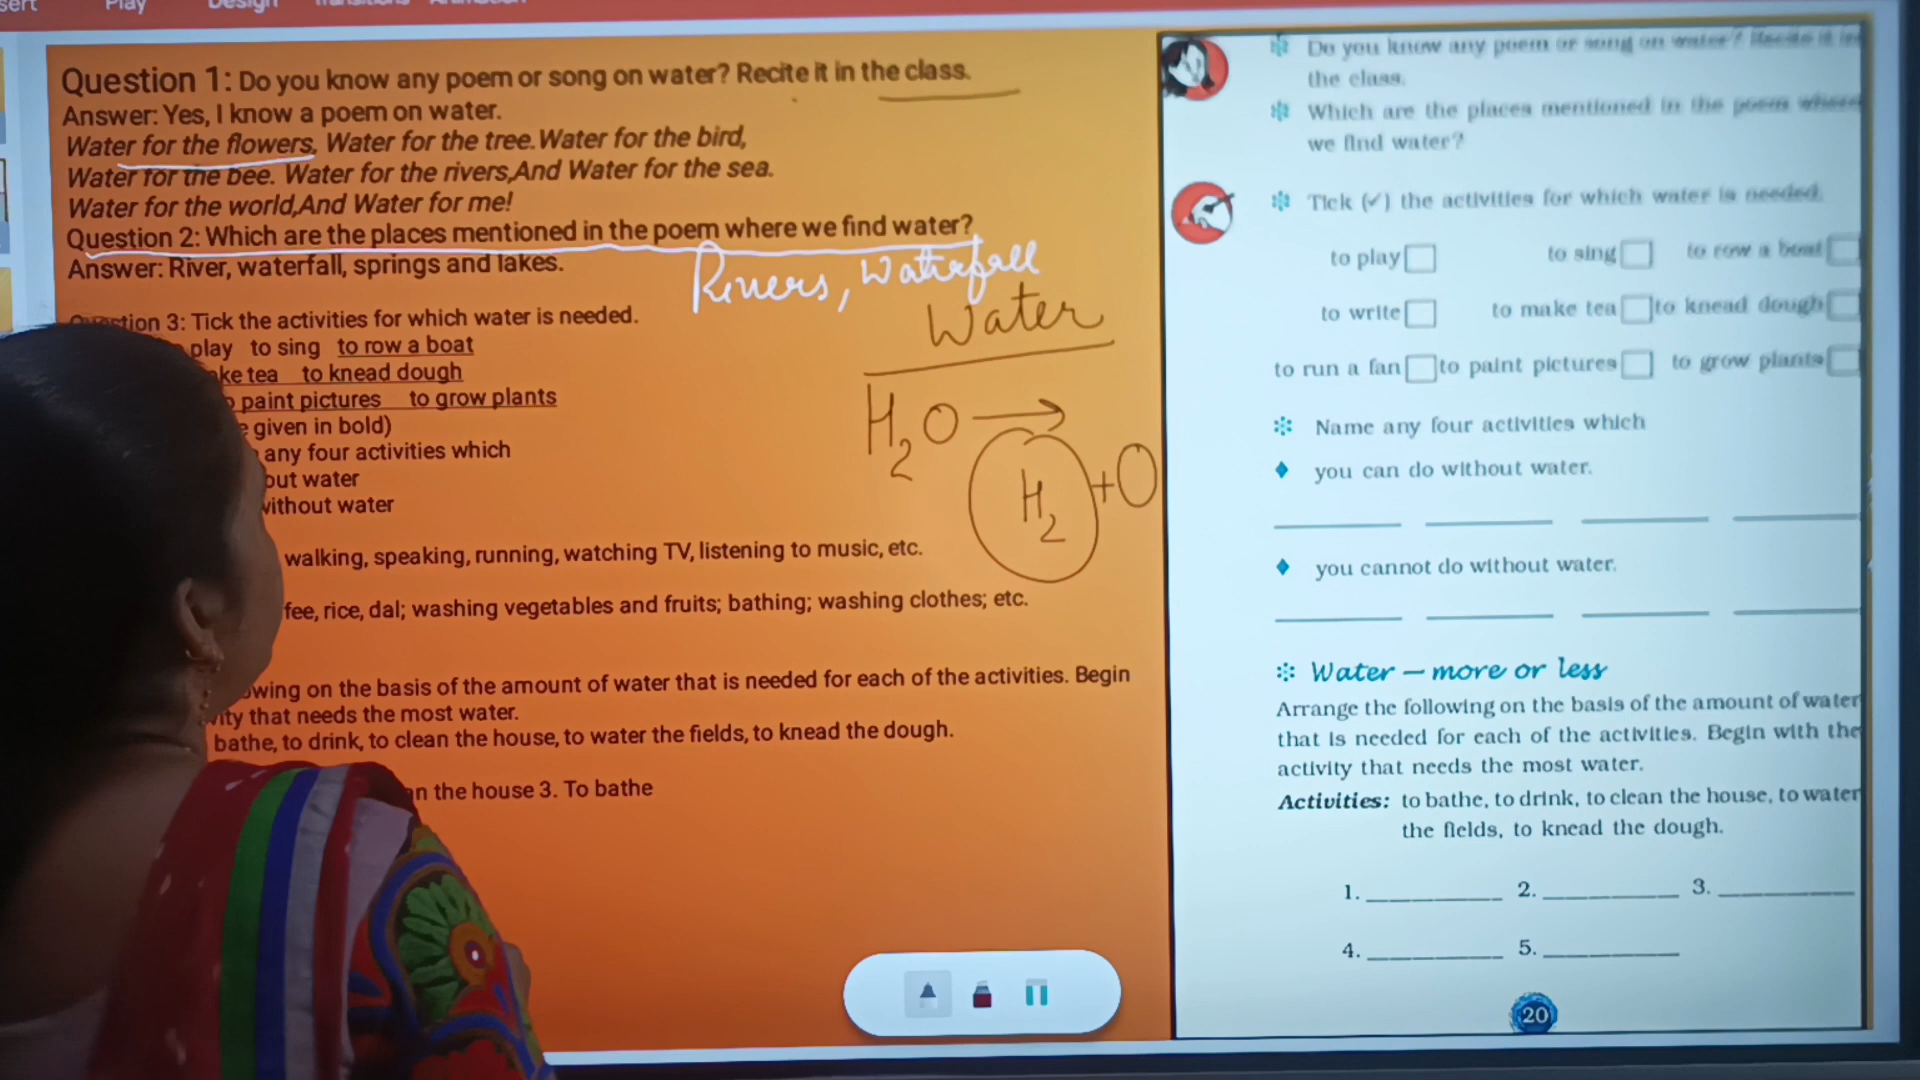 sert Play Design Transitions Animation
Question 1: Do you know any poem or song on water? Recite it in the class.
Answer: Yes, I know a poem on water.
Water for the flowers, Water for the tree.Water for the bird,
Water for the bee. Water for the rivers,And Water for the sea.
Water for the world,And Water for me!
Question 2: Which are the places mentioned in the poem where we find water?
Answer: River, waterfall, springs and lakes.
Rivers, Waterfall
Water
H2O →
H2 +O
Question 3: Tick the activities for which water is needed.
play to sing to row a boat
ke tea to knead dough
paint pictures to grow plants
given in bold)
any four activities which
out water
without water
walking, speaking, running, watching TV, listening to music, etc.
fee, rice, dal; washing vegetables and fruits; bathing; washing clothes; etc.
owing on the basis of the amount of water that is needed for each of the activities. Begin
vity that needs the most water.
bathe, to drink, to clean the house, to water the fields, to knead the dough.
an the house 3. To bathe
Do you know any poem or song on water? Recite it in
the class.
Which are the places mentioned in the poem where
we find water?
Tick (✓) the activities for which water is needed.
to play to sing to row a boat
to write to make tea to knead dough
to run a fan to paint pictures to grow plants
Name any four activities which
you can do without water.
you cannot do without water.
Water – more or less
Arrange the following on the basis of the amount of water
that is needed for each of the activities. Begin with the
activity that needs the most water.
Activities: to bathe, to drink, to clean the house, to water
the fields, to knead the dough.
1. 2. 3.
4. 5.
20